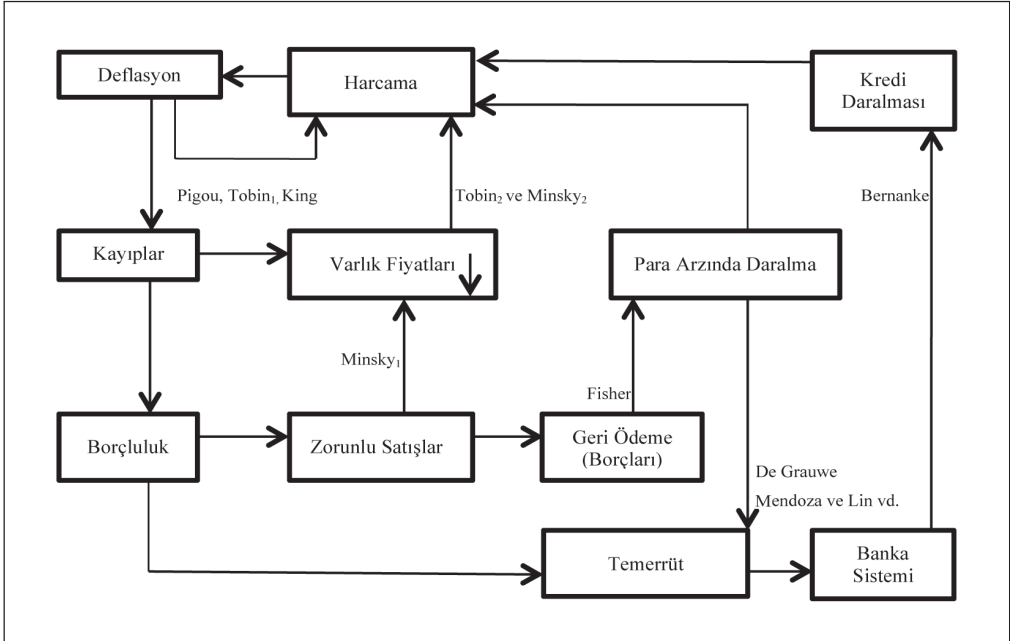 Deflasyon
Harcama
Kredi
Daralması
Pigou, Tobin₁, King
Tobin₂ ve Minsky₂
Bernanke
Kayıplar
Varlık Fiyatları
Para Arzında Daralma
Minsky₁
Fisher
Borçluluk
Zorunlu Satışlar
Geri Ödeme
(Borçları)
De Grauwe
Mendoza ve Lin vd.
Temerrüt
Banka
Sistemi